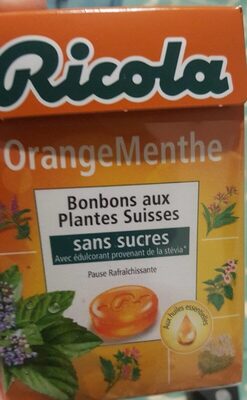 Ricola
OrangeMenthe
Bonbons aux
Plantes Suisses
sans sucres
Avec édulcorant provenant de la stévia*
Pause Rafraîchissante
Aux huiles essentielles